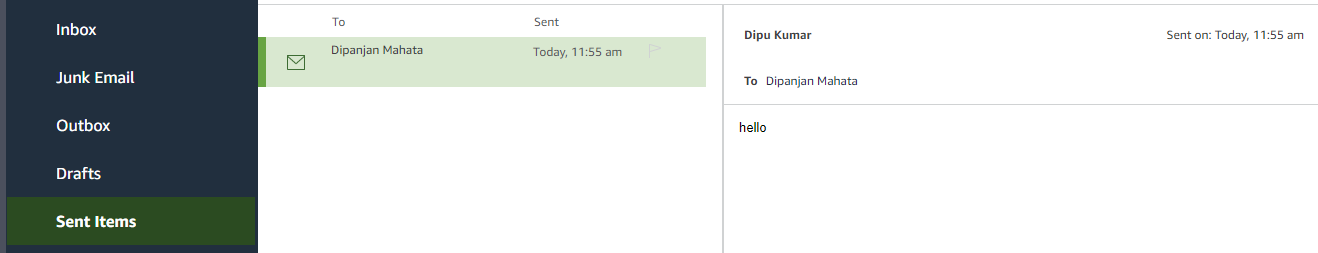 Inbox
Junk Email
Outbox
Drafts
Sent Items
To Sent
Dipanjan Mahata Today, 11:55 am
Dipu Kumar Sent on: Today, 11:55 am
To Dipanjan Mahata
hello